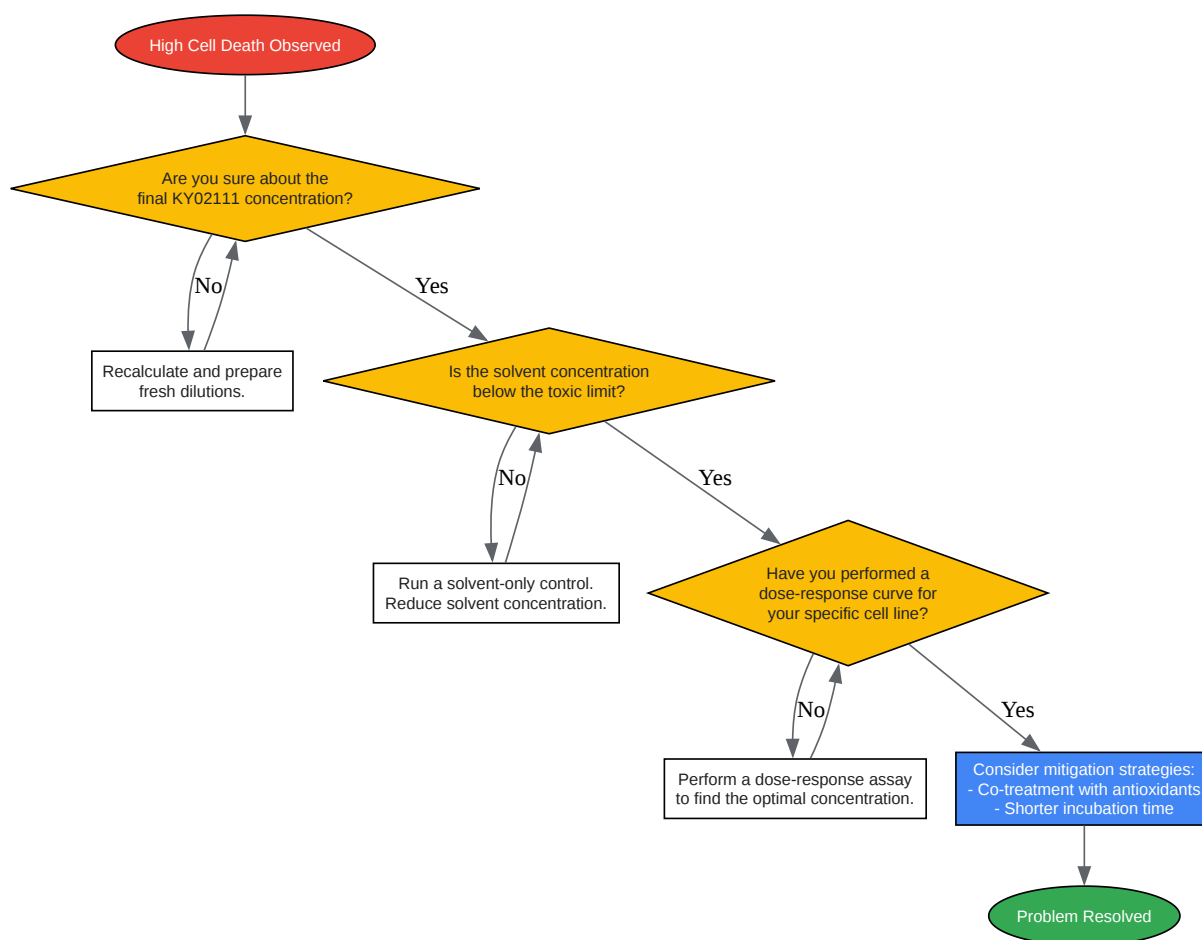 High Cell Death Observed
Are you sure about the
final KY02111 concentration?
No
Yes
Recalculate and prepare
fresh dilutions.
Is the solvent concentration
below the toxic limit?
No
Yes
Run a solvent-only control.
Reduce solvent concentration.
Have you performed a
dose-response curve for
your specific cell line?
No
Yes
Perform a dose-response assay
to find the optimal concentration.
Consider mitigation strategies:
- Co-treatment with antioxidants
- Shorter incubation time
Problem Resolved